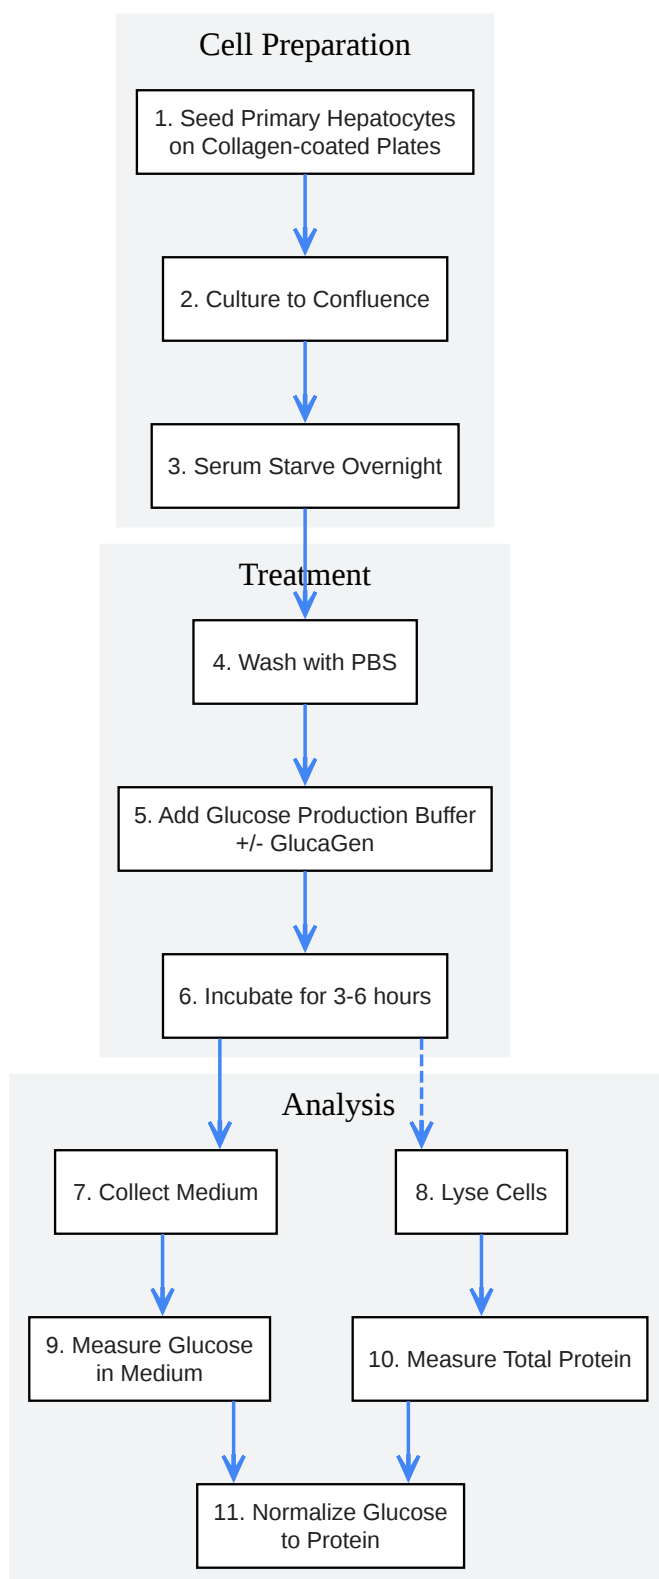 Cell Preparation
1. Seed Primary Hepatocytes
on Collagen-coated Plates
2. Culture to Confluence
3. Serum Starve Overnight
Treatment
4. Wash with PBS
5. Add Glucose Production Buffer
+/- GlucaGen
6. Incubate for 3-6 hours
Analysis
7. Collect Medium
8. Lyse Cells
9. Measure Glucose
in Medium
10. Measure Total Protein
11. Normalize Glucose
to Protein